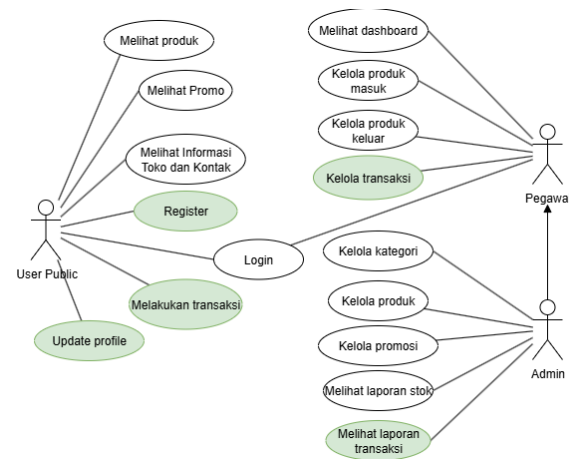 Melihat produk
Melihat Promo
Melihat Informasi
Toko dan Kontak
Register
User Public
Login
Melakukan transaksi
Update profile
Melihat dashboard
Kelola produk
masuk
Kelola produk
keluar
Kelola transaksi
Pegawa
Kelola kategori
Kelola produk
Kelola promosi
Admin
Melihat laporan stok
Melihat laporan
transaksi